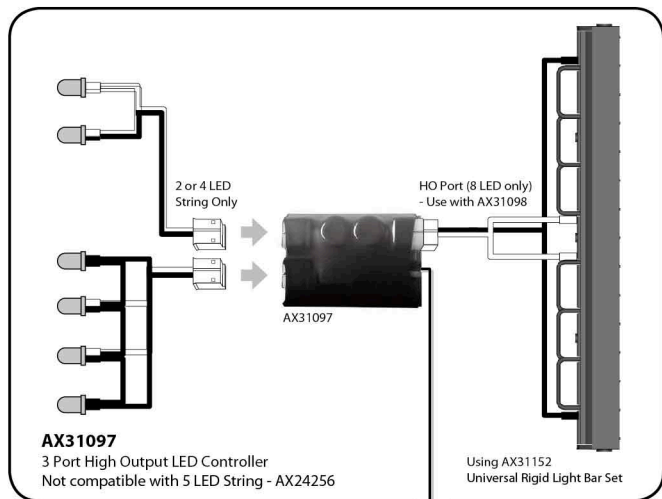 2 or 4 LED
String Only
HO Port (8 LED only)
- Use with AX31098
AX31097
AX31097
3 Port High Output LED Controller
Not compatible with 5 LED String - AX24256
Using AX31152
Universal Rigid Light Bar Set